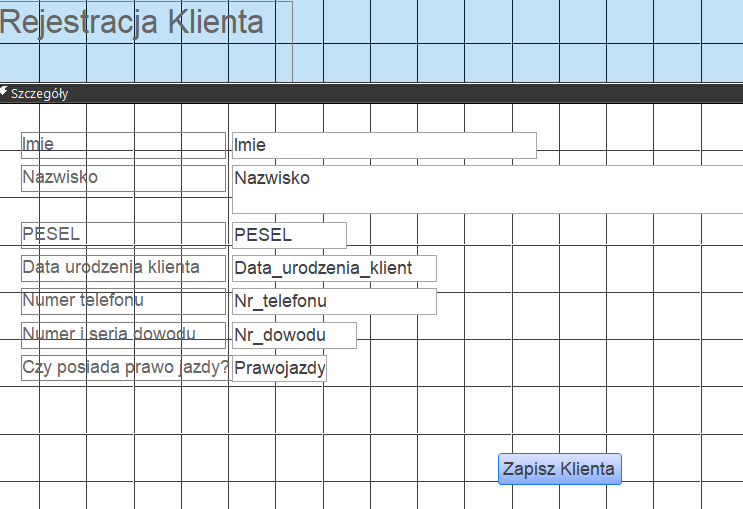 Rejestracja Klienta
Szczegóły
Imie Imie
Nazwisko Nazwisko
PESEL PESEL
Data urodzenia klienta Data_urodzenia_klient
Numer telefonu Nr_telefonu
Numer i seria dowodu Nr_dowodu
Czy posiada prawo jazdy? Prawojazdy
Zapisz Klienta